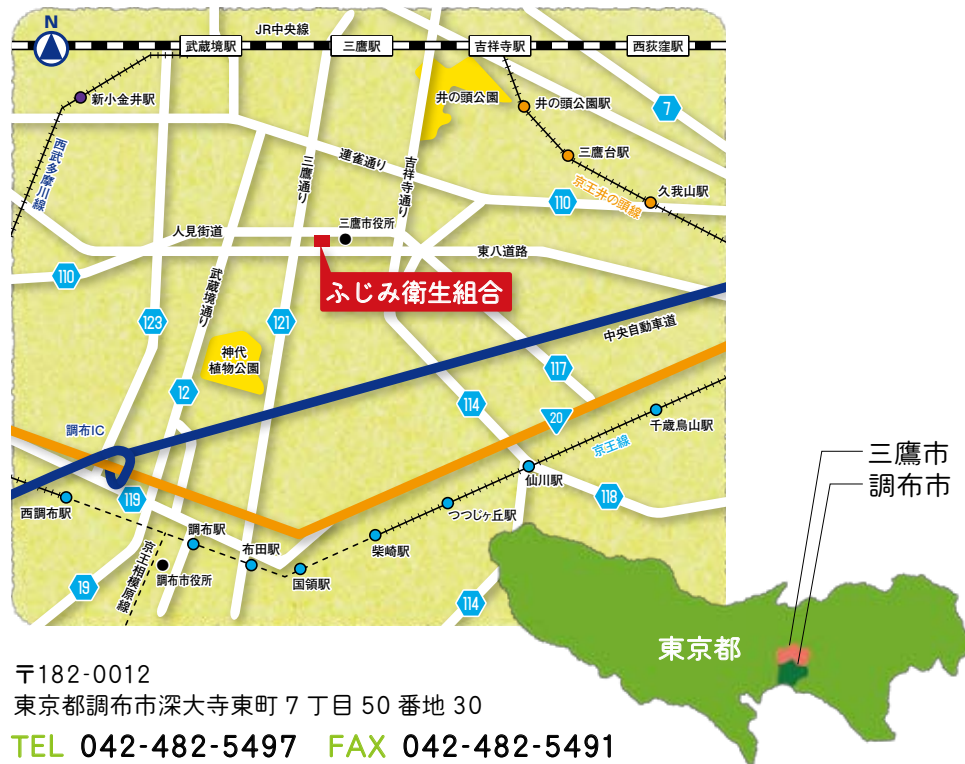 N
JR中央線
武蔵境駅
三鷹駅
吉祥寺駅
西荻窪駅
新小金井駅
井の頭公園
井の頭公園駅
7
三鷹台駅
西武多摩川線
三鷹通り
連雀通り
吉祥寺通り
京王井の頭線
久我山駅
110
人見街道
三鷹市役所
東八道路
110
武蔵境通り
ふじみ衛生組合
123
121
中央自動車道
神代
植物公園
12
117
114
20
調布IC
千歳烏山駅
京王線
仙川駅
119
118
西調布駅
つつじヶ丘駅
調布駅
布田駅
柴崎駅
京王相模原線
調布市役所
国領駅
19
114
三鷹市
調布市
東京都
〒182-0012
東京都調布市深大寺東町 7 丁目 50 番地 30
TEL 042-482-5497 FAX 042-482-5491